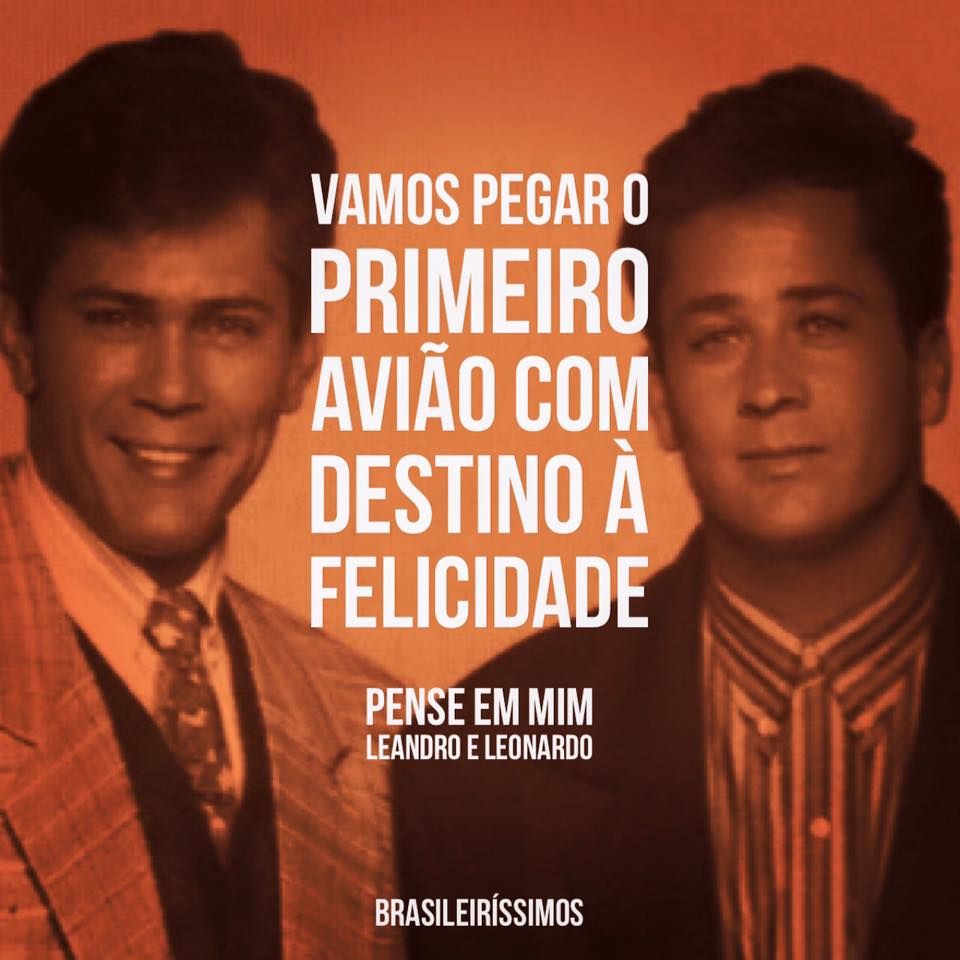 VAMOS PEGAR O
PRIMEIRO
AVIÃO COM
DESTINO À
FELICIDADE
PENSE EM MIM
LEANDRO E LEONARDO
BRASILEIRÍSSIMOS